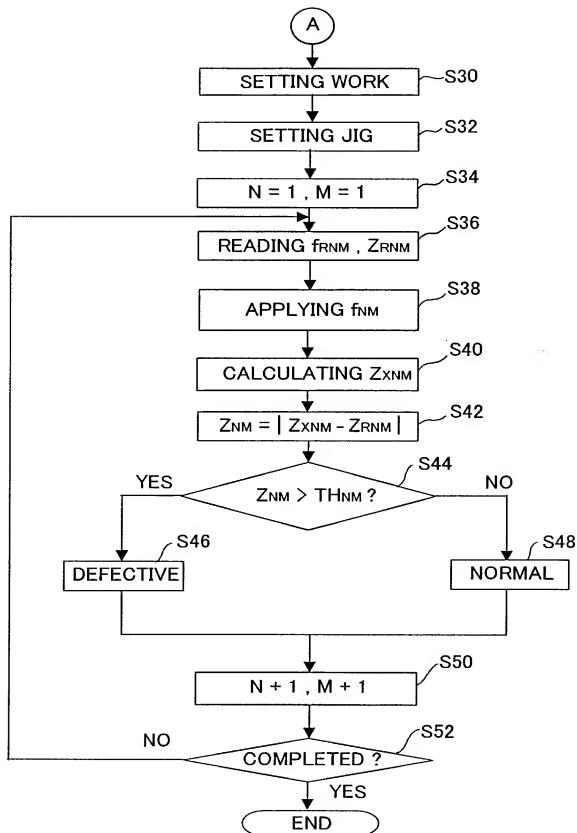 A
SETTING WORK
S30
SETTING JIG
S32
N = 1 , M = 1
S34
READING fRNM , ZRNM
S36
APPLYING fNM
S38
CALCULATING ZXNM
S40
ZNM = | ZXNM - ZRNM |
S42
S44
YES
ZNM > THNM ?
NO
S46
S48
DEFECTIVE
NORMAL
S50
N + 1 , M + 1
S52
NO
COMPLETED ?
YES
END